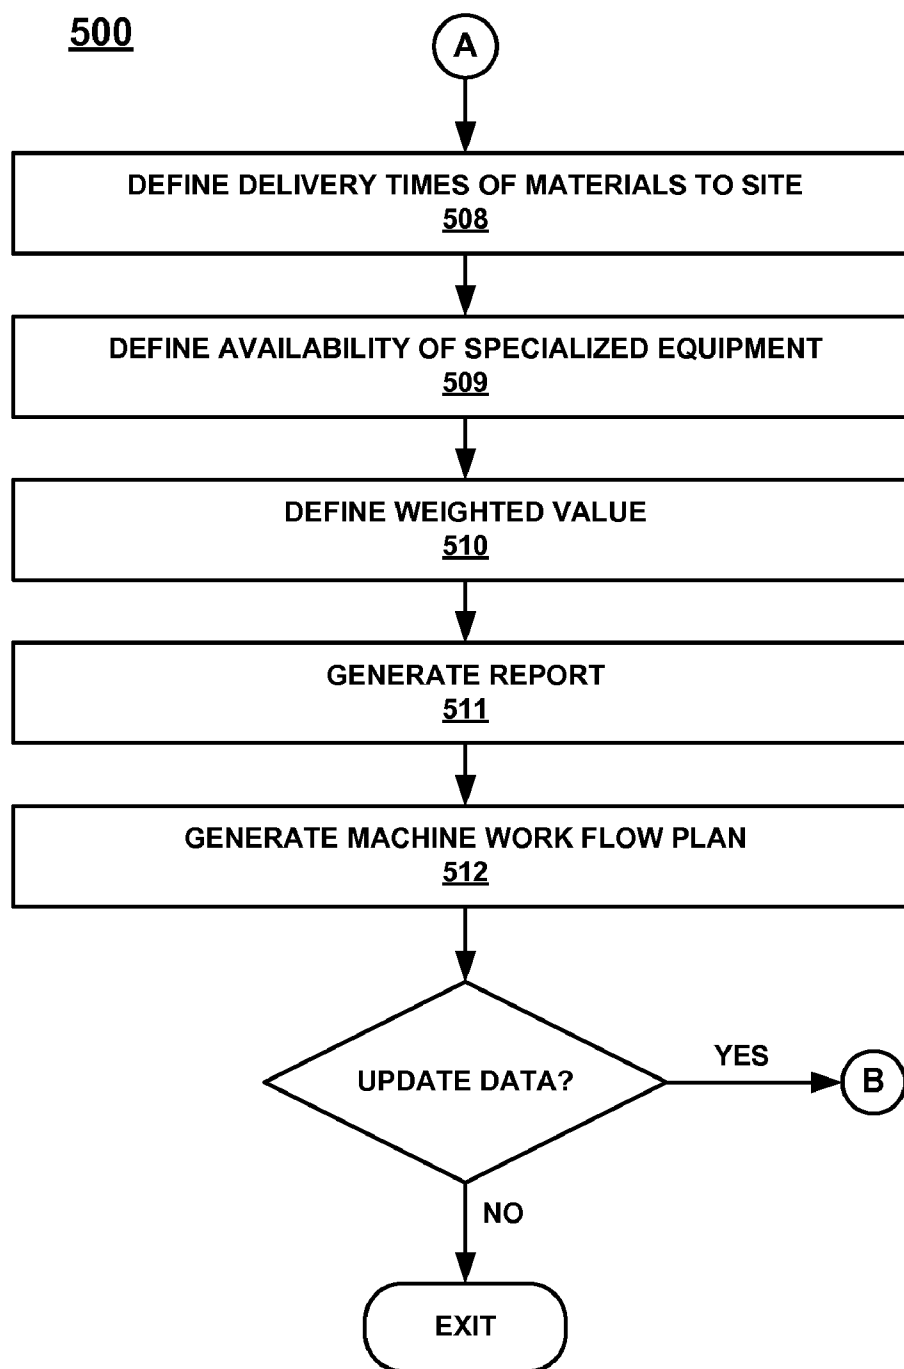 500
A
DEFINE DELIVERY TIMES OF MATERIALS TO SITE
508
DEFINE AVAILABILITY OF SPECIALIZED EQUIPMENT
509
DEFINE WEIGHTED VALUE
510
GENERATE REPORT
511
GENERATE MACHINE WORK FLOW PLAN
512
UPDATE DATA?
YES
B
NO
EXIT